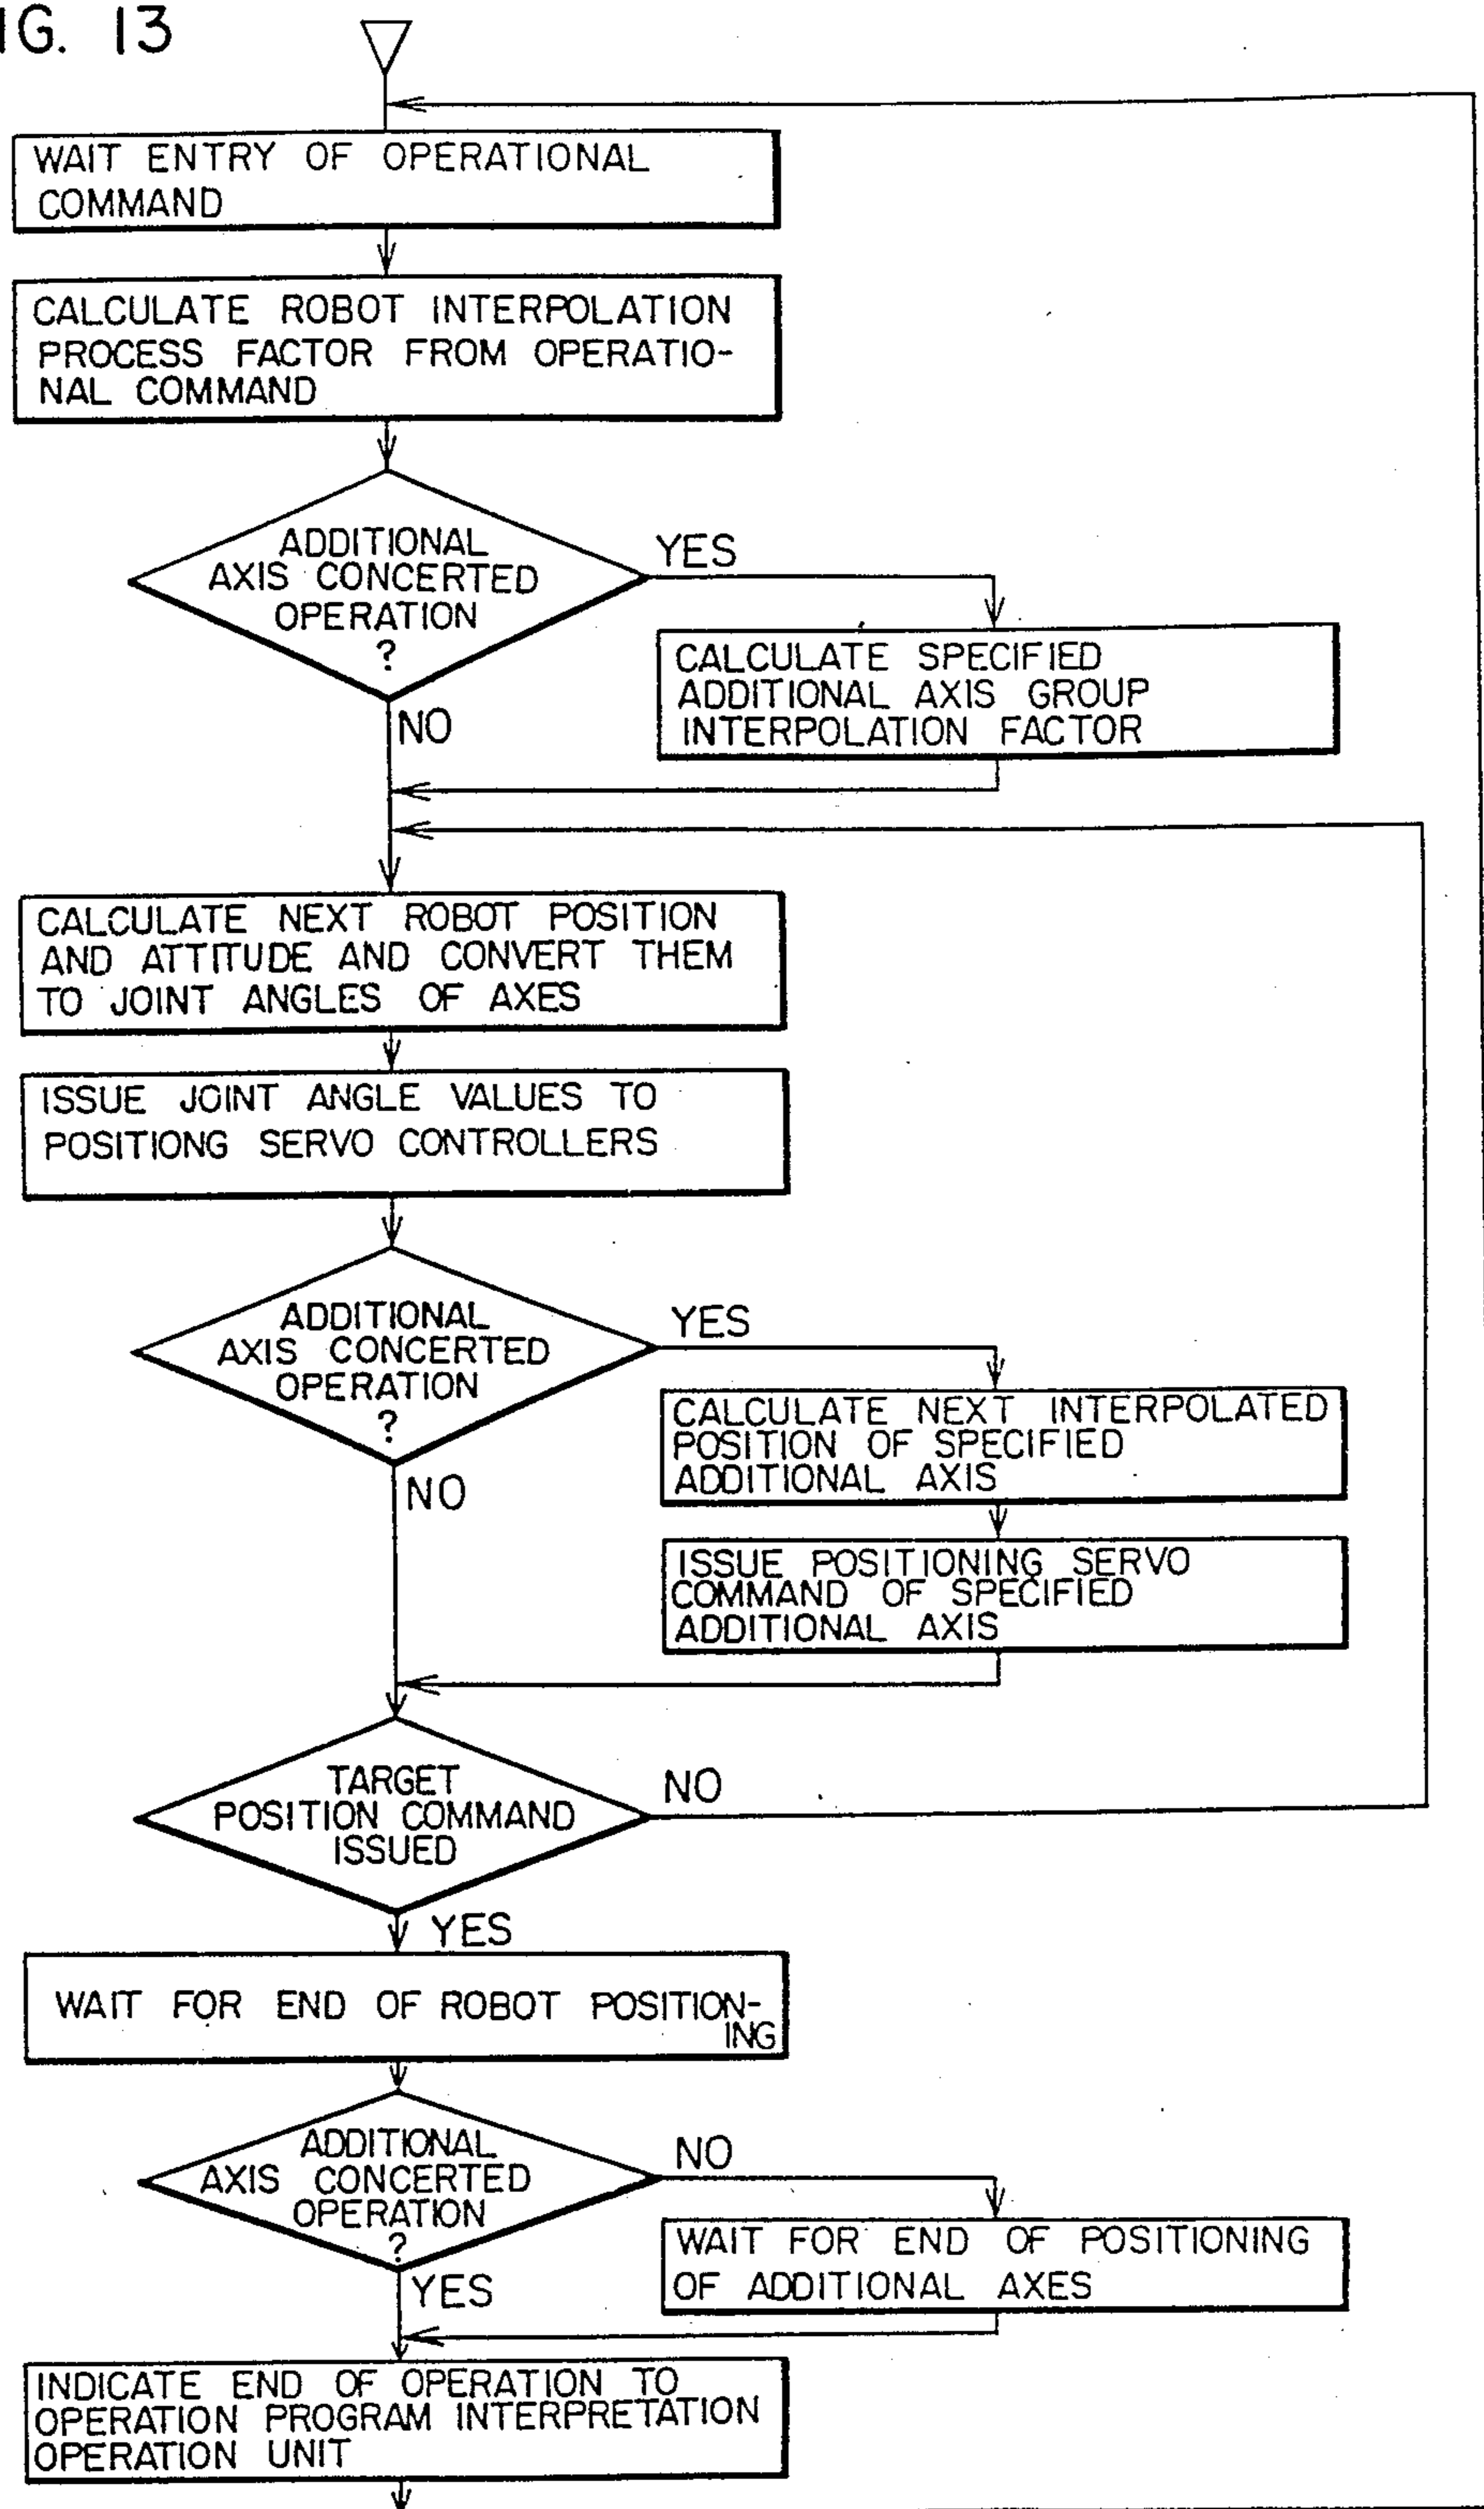 IG. 13
WAIT ENTRY OF OPERATIONAL
COMMAND
CALCULATE ROBOT INTERPOLATION
PROCESS FACTOR FROM OPERATIO-
NAL COMMAND
ADDITIONAL
AXIS CONCERTED
OPERATION
?
YES
CALCULATE SPECIFIED
ADDITIONAL AXIS GROUP
INTERPOLATION FACTOR
NO
CALCULATE NEXT ROBOT POSITION
AND ATTITUDE AND CONVERT THEM
TO JOINT ANGLES OF AXES
ISSUE JOINT ANGLE VALUES TO
POSITIONG SERVO CONTROLLERS
ADDITIONAL
AXIS CONCERTED
OPERATION
?
YES
CALCULATE NEXT INTERPOLATED
POSITION OF SPECIFIED
ADDITIONAL AXIS
NO
ISSUE POSITIONING SERVO
COMMAND OF SPECIFIED
ADDITIONAL AXIS
TARGET
POSITION COMMAND
ISSUED
NO
YES
WAIT FOR END OF ROBOT POSITION-
ING
ADDITIONAL
AXIS CONCERTED
OPERATION
?
NO
WAIT FOR END OF POSITIONING
OF ADDITIONAL AXES
YES
INDICATE END OF OPERATION TO
OPERATION PROGRAM INTERPRETATION
OPERATION UNIT